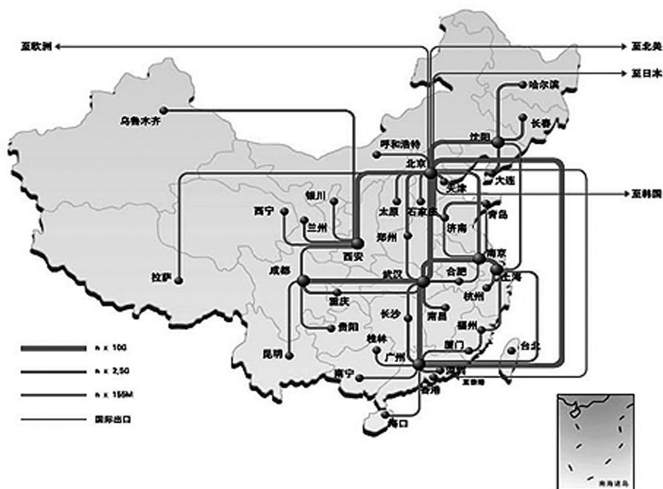 至欧洲
至北美
至日本
哈尔滨
乌鲁木齐
长春
沈阳
呼和浩特
北京
天津
大连
至韩国
银川
西宁
兰州
太原
石家庄
济南
青岛
郑州
西安
南京
拉萨
成都
武汉
合肥
上海
重庆
杭州
长沙
南昌
贵阳
福州
桂林
昆明
广州
厦门
台北
南宁
深圳
香港
海口
n x 10G
n x 2,5G
n x 155M
国际出口
南海诸岛